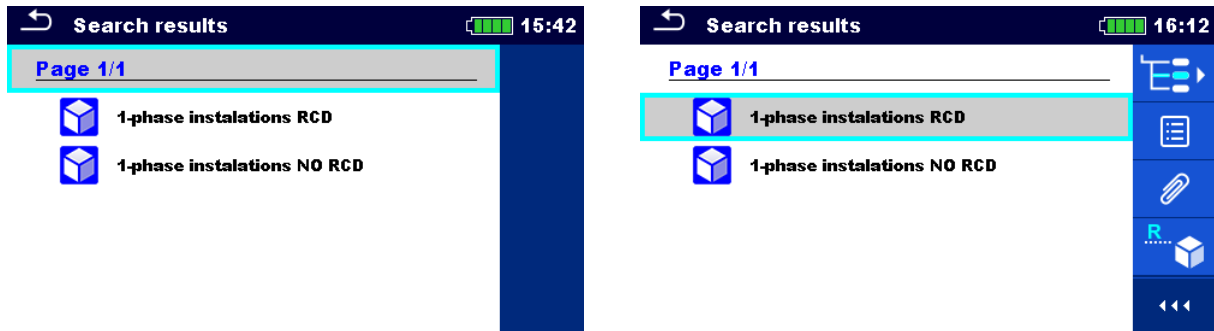 Search results 15:42
Page 1/1
1-phase instalations RCD
1-phase instalations NO RCD
Search results 16:12
Page 1/1
1-phase instalations RCD
1-phase instalations NO RCD
R